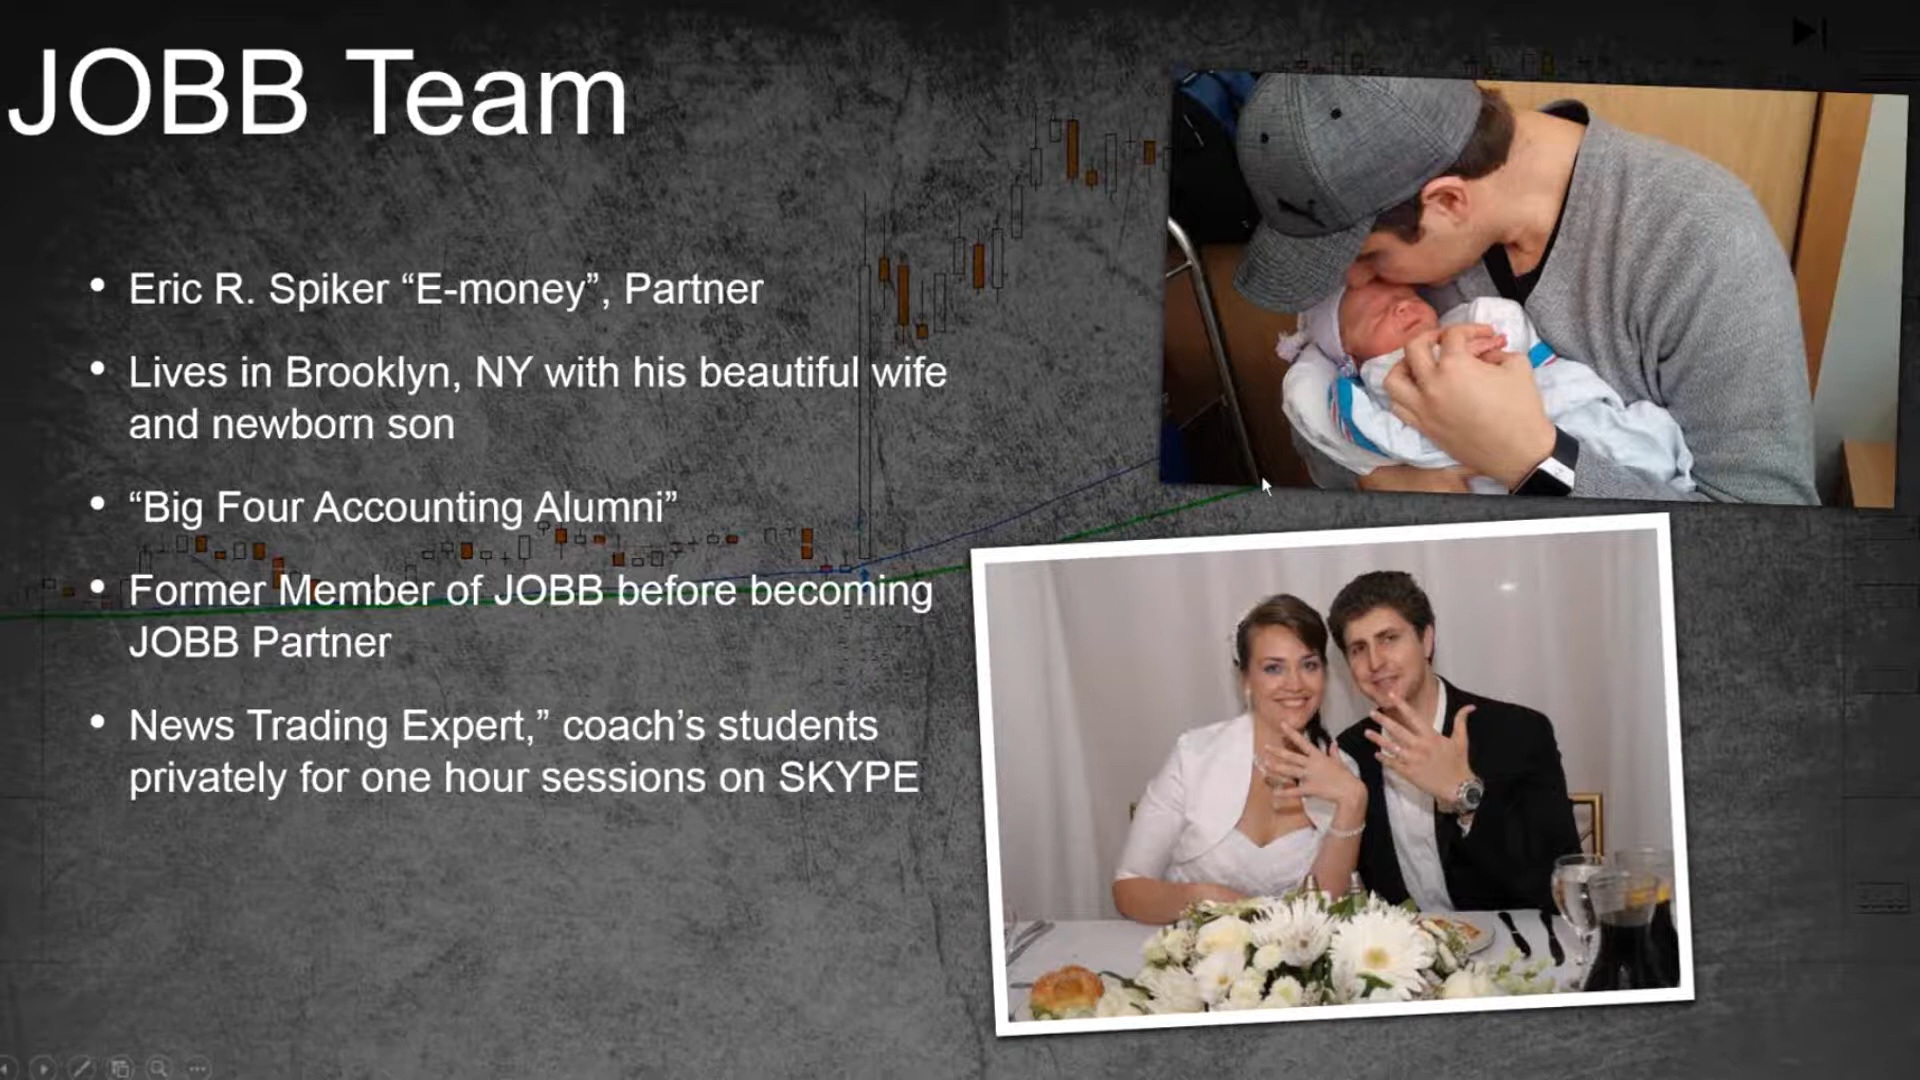 JOBB Team
• Eric R. Spiker “E-money”, Partner
• Lives in Brooklyn, NY with his beautiful wife
and newborn son
• “Big Four Accounting Alumni”
• Former Member of JOBB before becoming
JOBB Partner
• News Trading Expert,” coach’s students
privately for one hour sessions on SKYPE